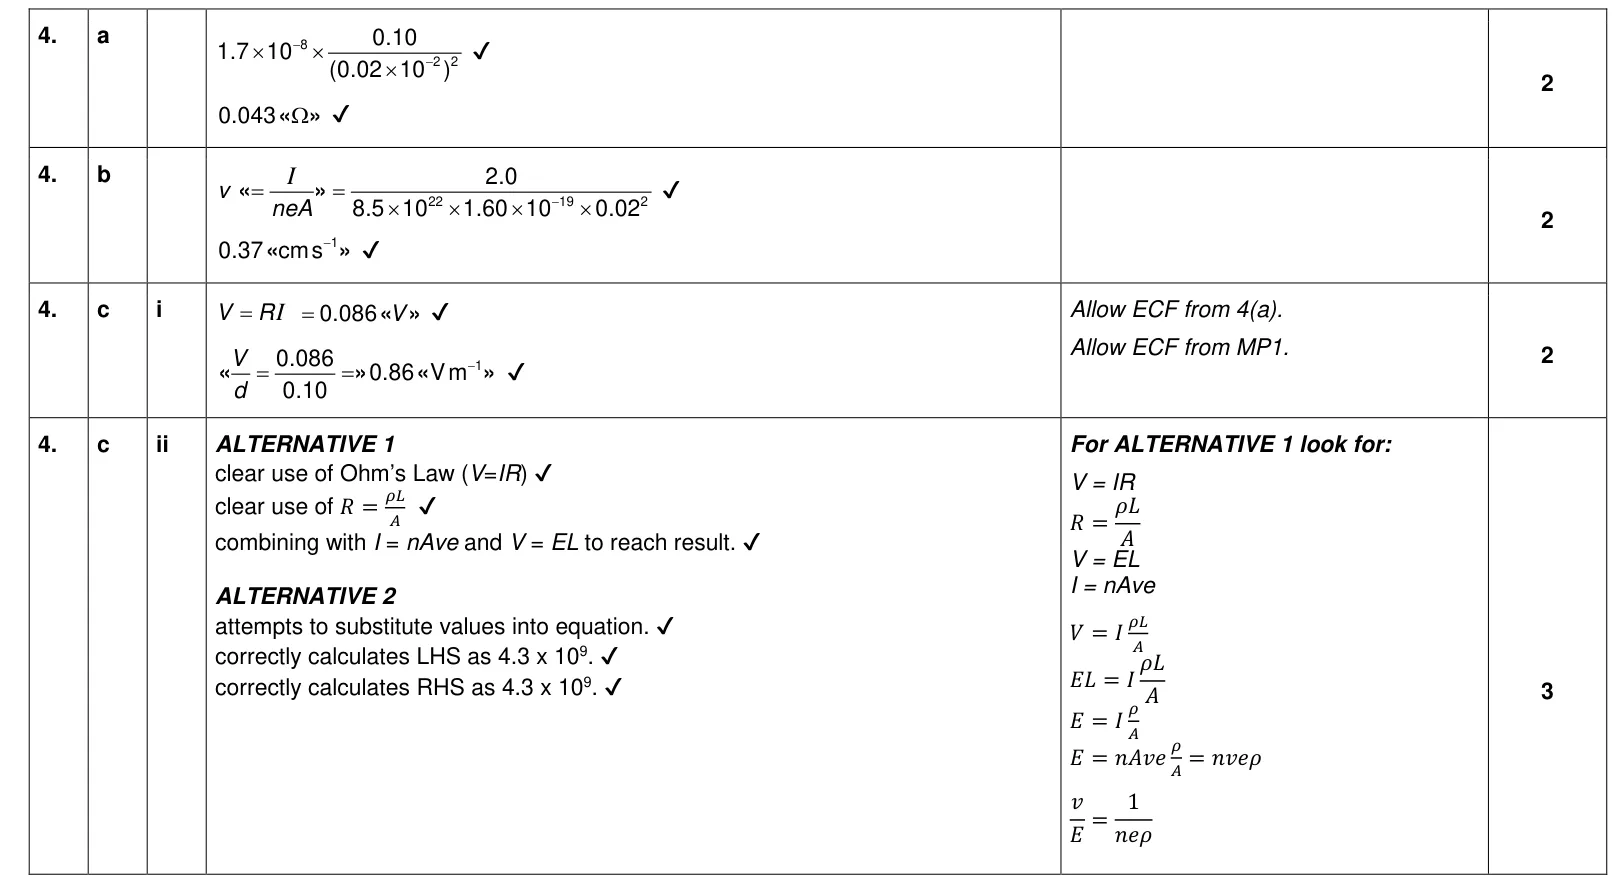 4. a
1.7×10⁻⁸× 0.10 / (0.02×10⁻²)² ✓
0.043 «Ω» ✓
2
4. b
v «= I / neA» = 2.0 / 8.5×10²²×1.60×10⁻¹⁹×0.02² ✓
0.37 «cm s⁻¹» ✓
2
4. c i
V = RI = 0.086 «V» ✓
«V / d = 0.086 / 0.10 =» 0.86 «V m⁻¹» ✓
Allow ECF from 4(a).
Allow ECF from MP1.
2
4. c ii
ALTERNATIVE 1
clear use of Ohm’s Law (V=IR) ✓
clear use of R = ρL / A ✓
combining with I = nAve and V = EL to reach result. ✓
ALTERNATIVE 2
attempts to substitute values into equation. ✓
correctly calculates LHS as 4.3 x 10⁹. ✓
correctly calculates RHS as 4.3 x 10⁹. ✓
For ALTERNATIVE 1 look for:
V = IR
R = ρL / A
V = EL
I = nAve
V = I ρL / A
EL = I ρL / A
E = I ρ / A
E = nAve ρ / A = nveρ
v / E = 1 / neρ
3